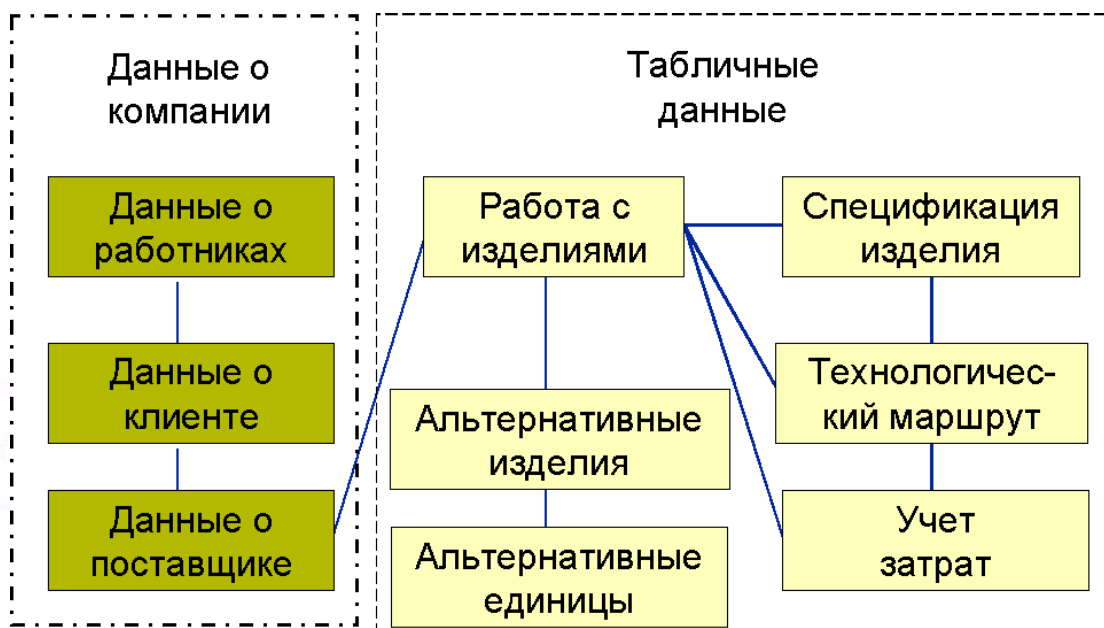 Данные о
компании
Данные о
работниках
Данные о
клиенте
Данные о
поставщике
Табличные
данные
Работа с
изделиями
Альтернативные
изделия
Альтернативные
единицы
Спецификация
изделия
Технологичес-
кий маршрут
Учет
затрат